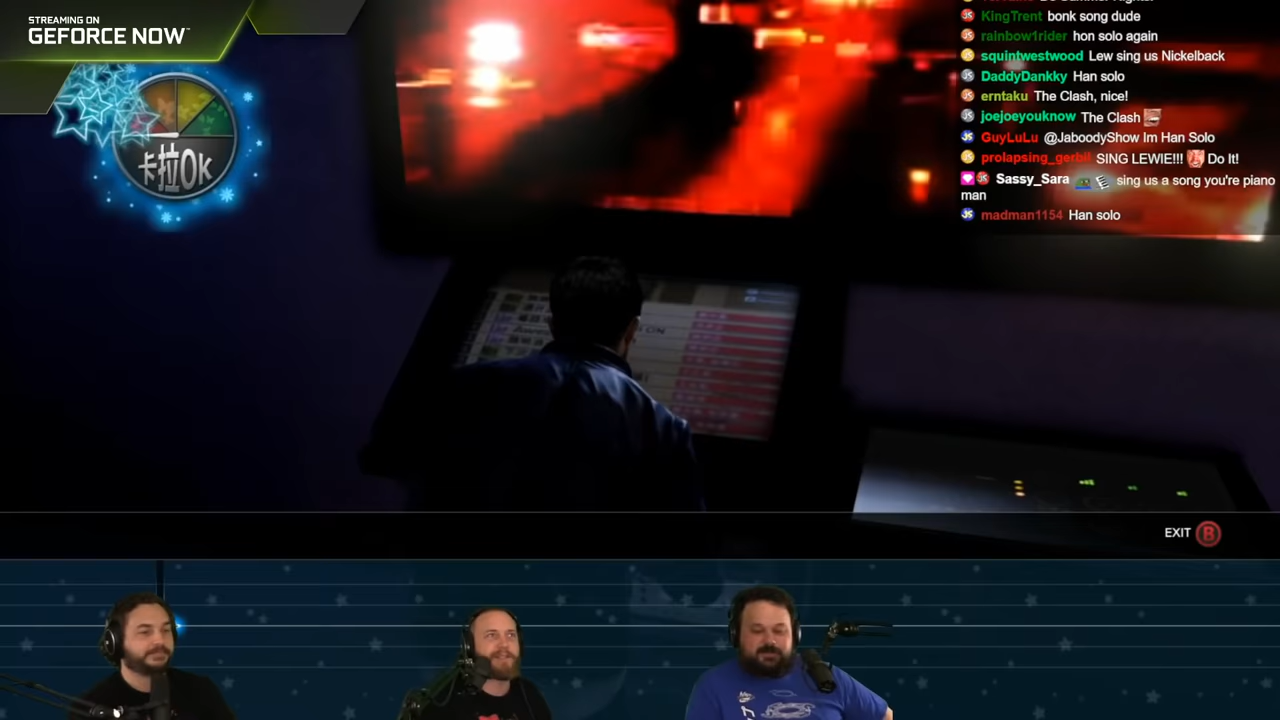 STREAMING ON
GEFORCE NOW
KingTrent bonk song dude
rainbow1rider hon solo again
squintwestwood Lew sing us Nickelback
DaddyDankky Han solo
erntaku The Clash, nice!
joejoeyouknow The Clash
GuyLuLu @JaboodyShow Im Han Solo
prolapsing_gerbil SING LEWIE!!! Do It!
Sassy_Sara sing us a song you're piano
man
madman1154 Han solo
卡拉OK
EXIT B